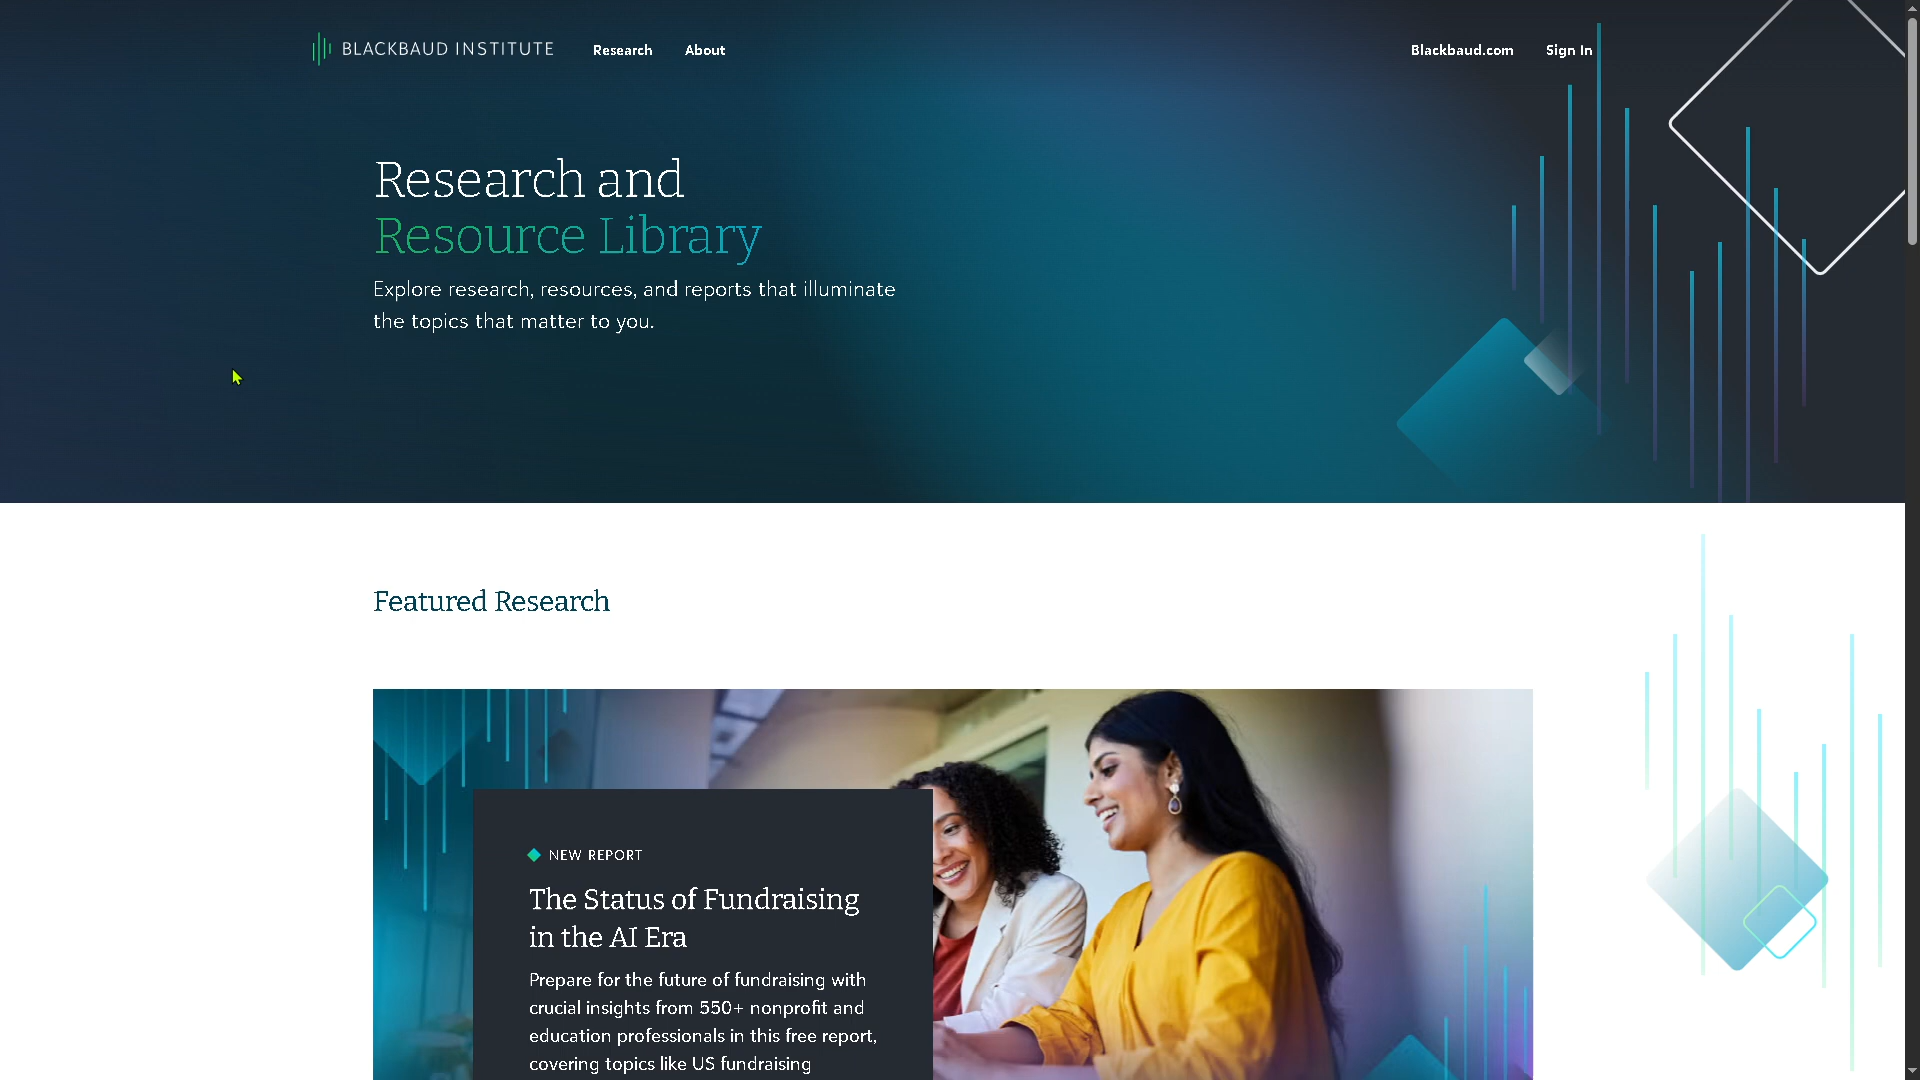 BLACKBAUD INSTITUTE
Research
About
Blackbaud.com
Sign In
Research and
Resource Library
Explore research, resources, and reports that illuminate
the topics that matter to you.
Featured Research
NEW REPORT
The Status of Fundraising
in the AI Era
Prepare for the future of fundraising with
crucial insights from 550+ nonprofit and
education professionals in this free report,
covering topics like US fundraising